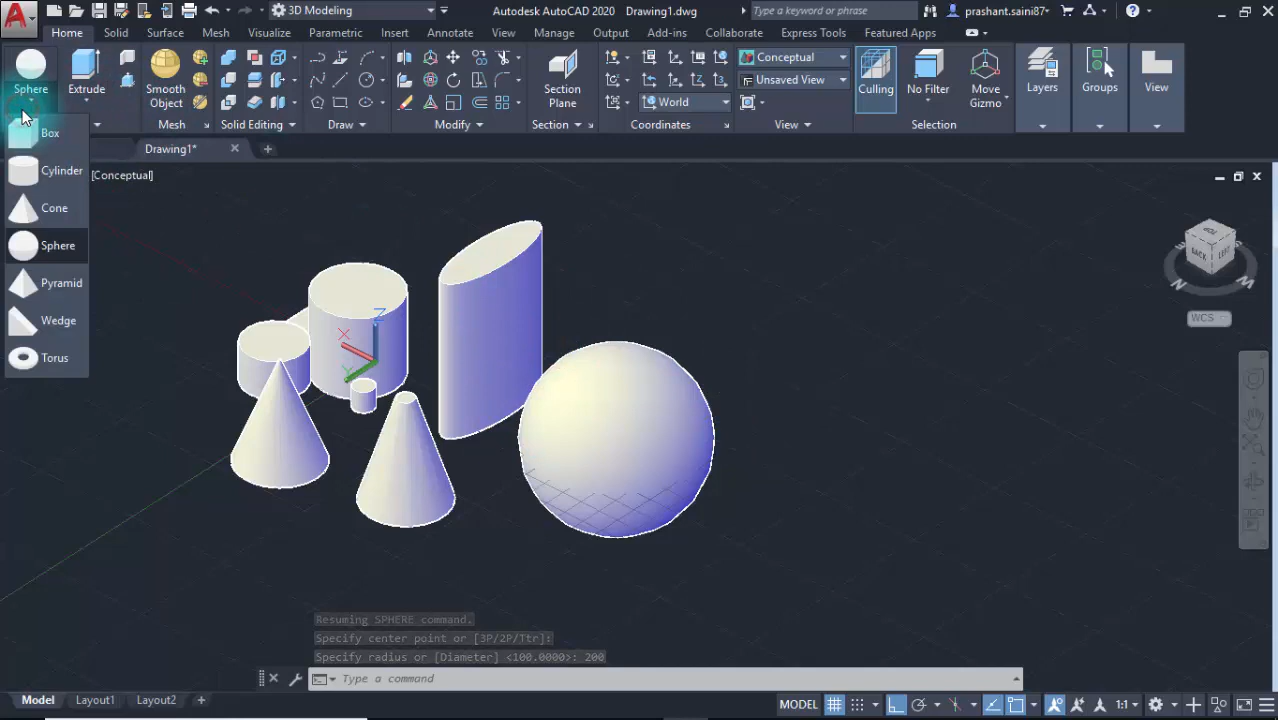 3D Modeling
Autodesk AutoCAD 2020 Drawing1.dwg
Type a keyword or phrase
prashant.saini87
Home Solid Surface Mesh Visualize Parametric Insert Annotate View Manage Output Add-ins Collaborate Express Tools Featured Apps
Sphere
Extrude
Smooth
Object
Section
Plane
Conceptual
Unsaved View
World
Culling
No Filter
Move
Gizmo
Layers
Groups
View
Mesh
Solid Editing
Draw
Modify
Section
Coordinates
View
Selection
Box
Cylinder
Cone
Sphere
Pyramid
Wedge
Torus
Drawing1*
[Conceptual]
X
Y
Z
BACK
LEFT
N
W
WCS
Resuming SPHERE command.
Specify center point or [3P/2P/Ttr]:
Specify radius or [Diameter] <100.0000>: 200
Type a command
Model Layout1 Layout2
MODEL
1:1